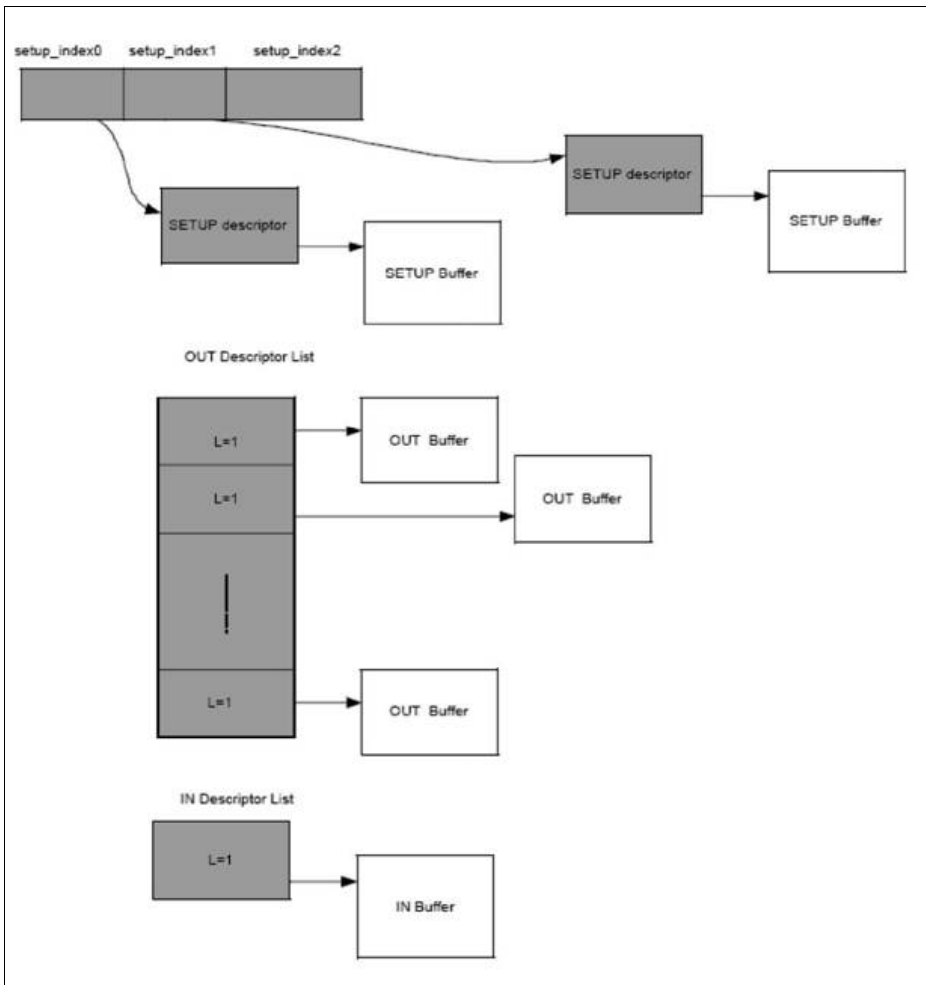 setup_index0 setup_index1 setup_index2
SETUP descriptor
SETUP Buffer
SETUP descriptor
SETUP Buffer
OUT Descriptor List
L=1
OUT Buffer
L=1
OUT Buffer
L=1
OUT Buffer
IN Descriptor List
L=1
IN Buffer